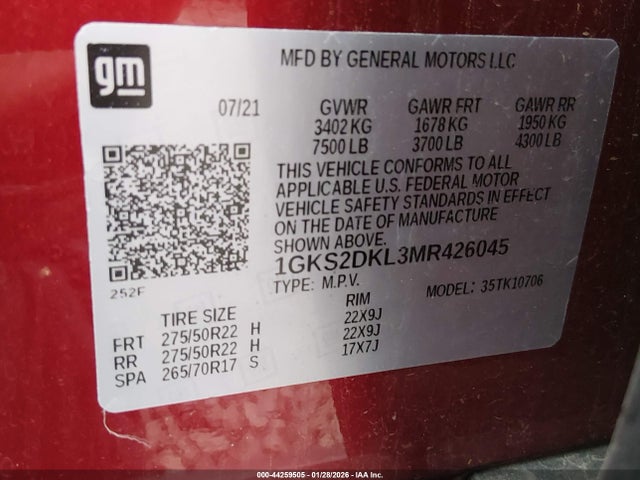 gm
MFD BY GENERAL MOTORS LLC
07/21 GVWR GAWR FRT GAWR RR
3402 KG 1678 KG 1950 KG
7500 LB 3700 LB 4300 LB
THIS VEHICLE CONFORMS TO ALL
APPLICABLE U.S. FEDERAL MOTOR
VEHICLE SAFETY STANDARDS IN EFFECT
ON THE DATE OF MANUFACTURE
SHOWN ABOVE.
1GKS2DKL3MR426045
252F
TYPE: M.P.V. MODEL: 35TK10706
TIRE SIZE RIM
FRT 275/50R22 H 22X9J
RR 275/50R22 H 22X9J
SPA 265/70R17 S 17X7J
000-44259505 - 01/28/2026 - IAA Inc.